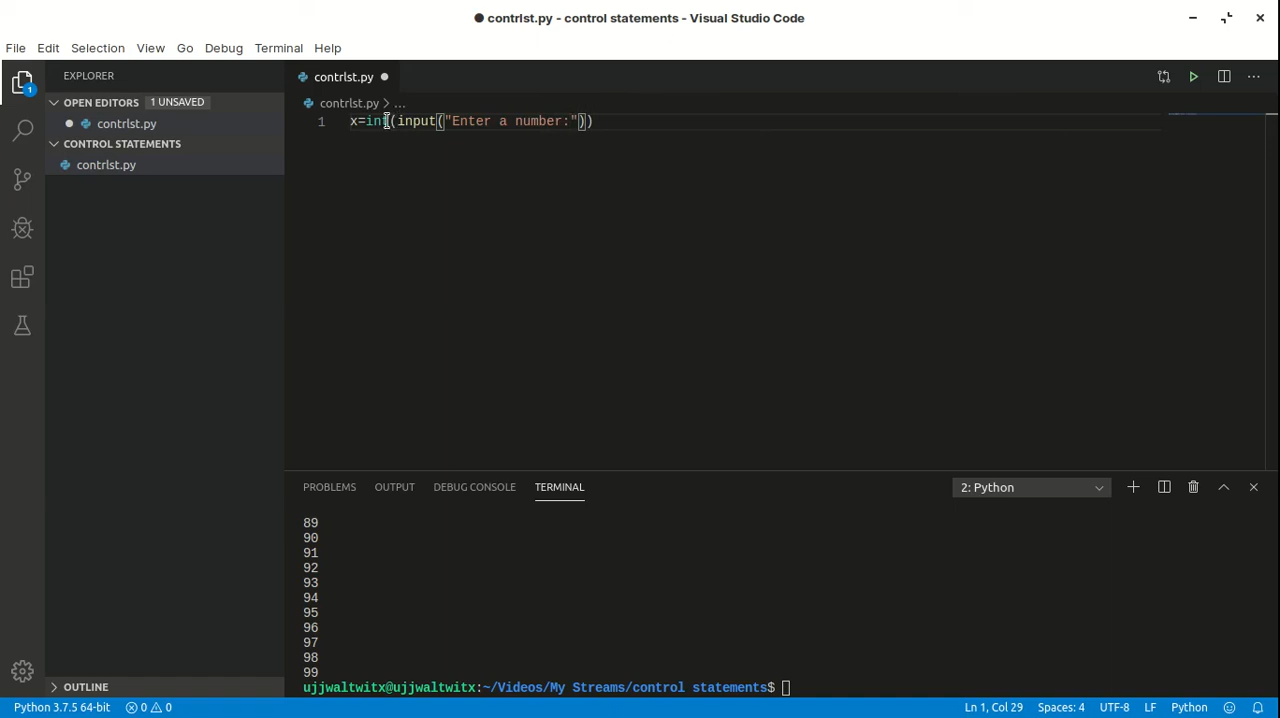 contrlst.py - control statements - Visual Studio Code
File Edit Selection View Go Debug Terminal Help
EXPLORER
contrlst.py
OPEN EDITORS 1 UNSAVED
contrlst.py
CONTROL STATEMENTS
contrlst.py
contrlst.py > ...
1 x=int(input("Enter a number:"))
PROBLEMS OUTPUT DEBUG CONSOLE TERMINAL
2: Python
89
90
91
92
93
94
95
96
97
98
99
ujjwaltwitx@ujjwaltwitx:~/Videos/My Streams/control statements$
1
OUTLINE
Python 3.7.5 64-bit 0 0 Ln 1, Col 29 Spaces: 4 UTF-8 LF Python